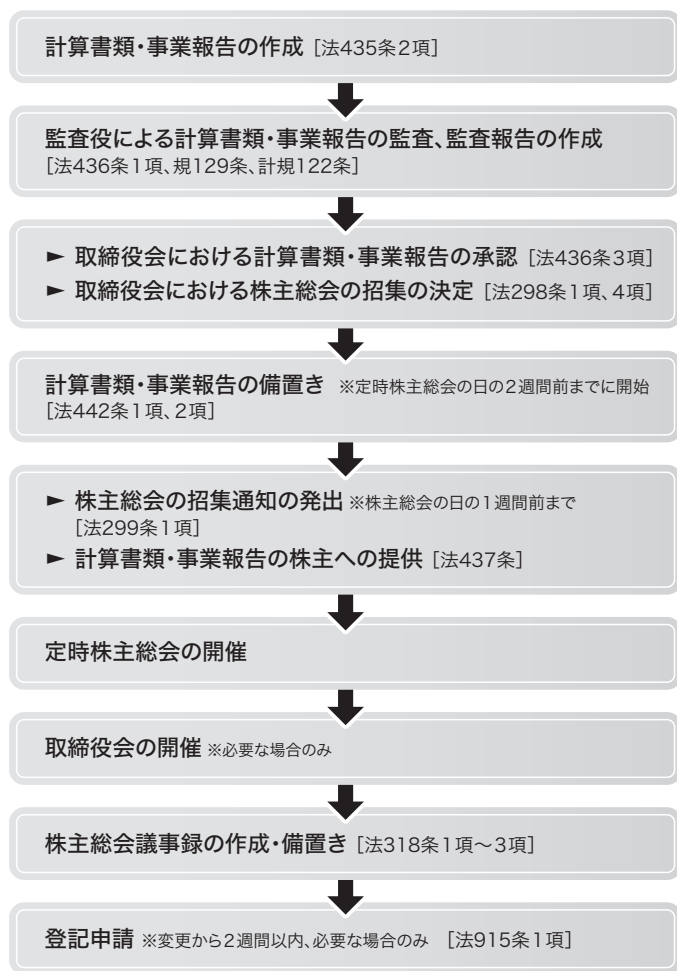 計算書類・事業報告の作成 [法435条2項]
監査役による計算書類・事業報告の監査、監査報告の作成
[法436条1項、規129条、計規122条]
► 取締役会における計算書類・事業報告の承認 [法436条3項]
► 取締役会における株主総会の招集の決定 [法298条1項、4項]
計算書類・事業報告の備置き ※定時株主総会の日の2週間前までに開始
[法442条1項、2項]
► 株主総会の招集通知の発出 ※株主総会の日の1週間前まで
[法299条1項]
► 計算書類・事業報告の株主への提供 [法437条]
定時株主総会の開催
取締役会の開催 ※必要な場合のみ
株主総会議事録の作成・備置き [法318条1項～3項]
登記申請 ※変更から2週間以内、必要な場合のみ [法915条1項]